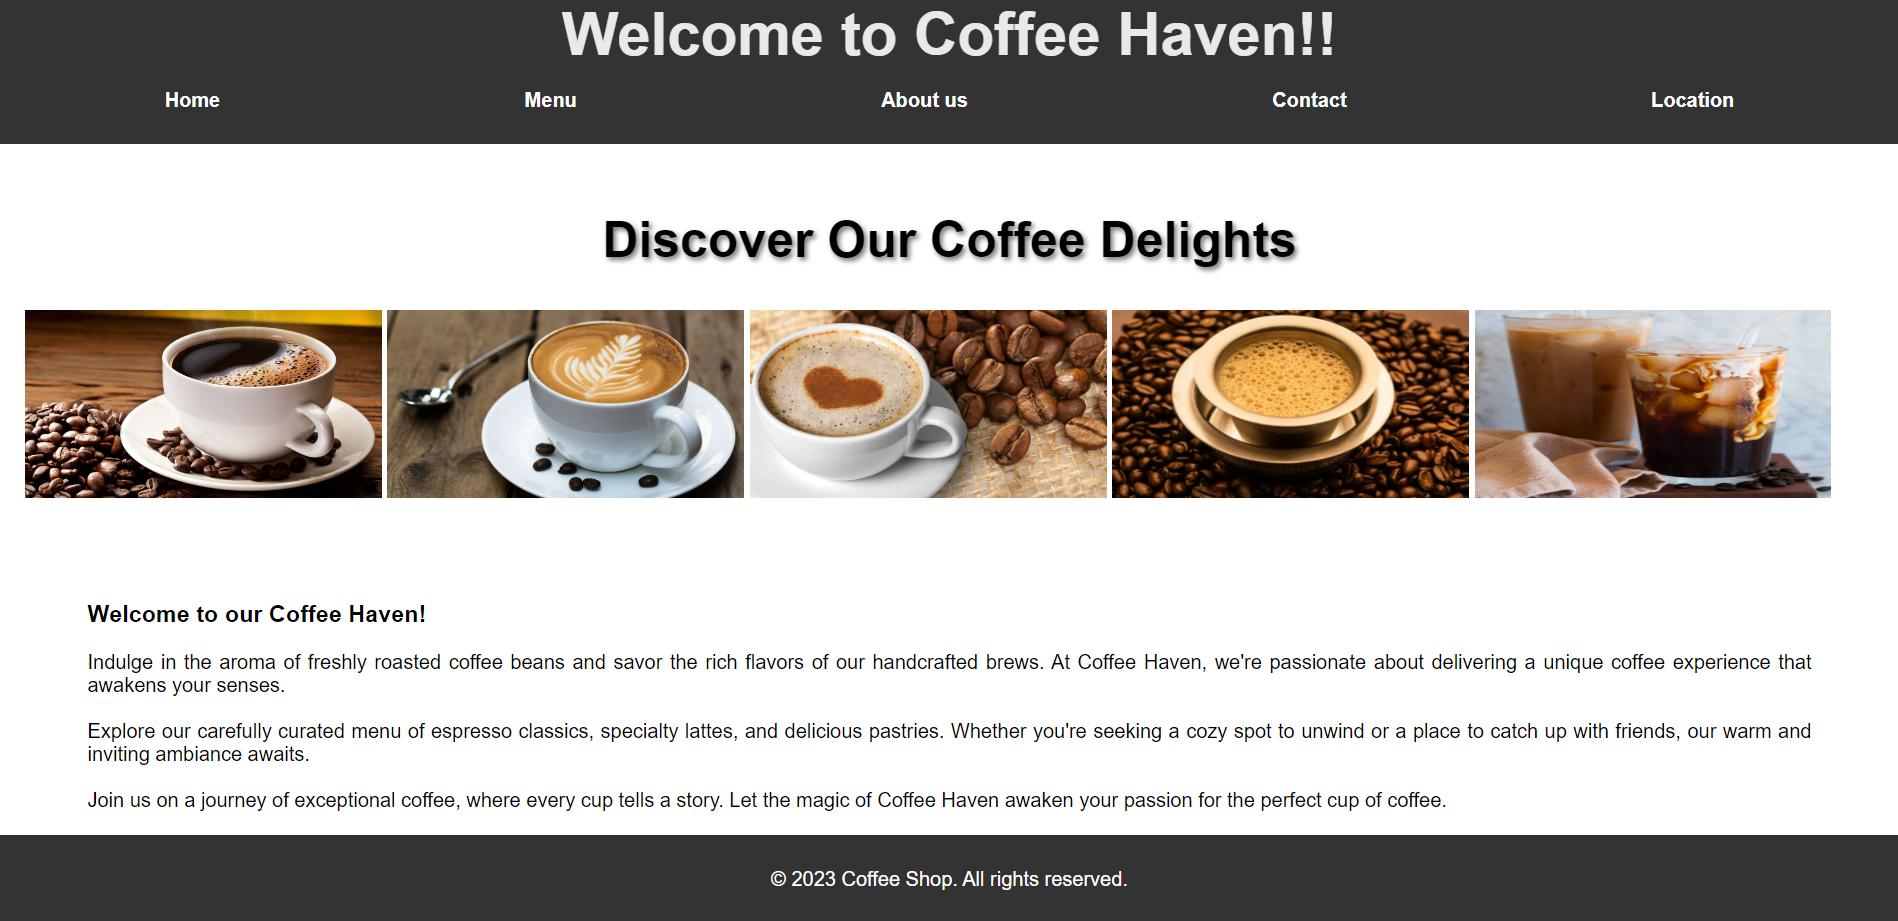 Welcome to Coffee Haven!!
Home Menu About us Contact Location
Discover Our Coffee Delights
Welcome to our Coffee Haven!
Indulge in the aroma of freshly roasted coffee beans and savor the rich flavors of our handcrafted brews. At Coffee Haven, we're passionate about delivering a unique coffee experience that
awakens your senses.
Explore our carefully curated menu of espresso classics, specialty lattes, and delicious pastries. Whether you're seeking a cozy spot to unwind or a place to catch up with friends, our warm and
inviting ambiance awaits.
Join us on a journey of exceptional coffee, where every cup tells a story. Let the magic of Coffee Haven awaken your passion for the perfect cup of coffee.
© 2023 Coffee Shop. All rights reserved.